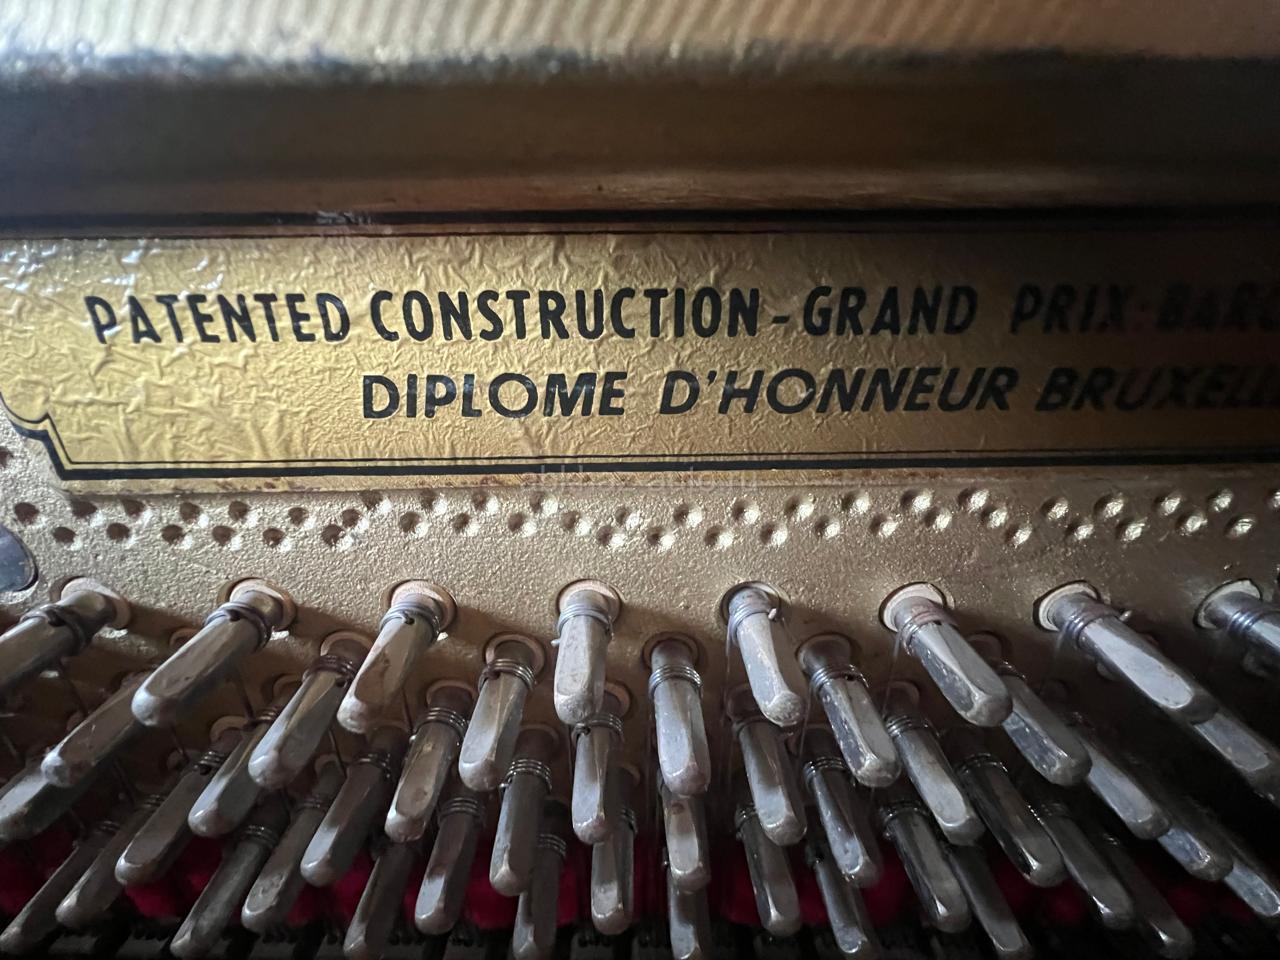 PATENTED CONSTRUCTION-GRAND PRIX
DIPLOME D'HONNEUR